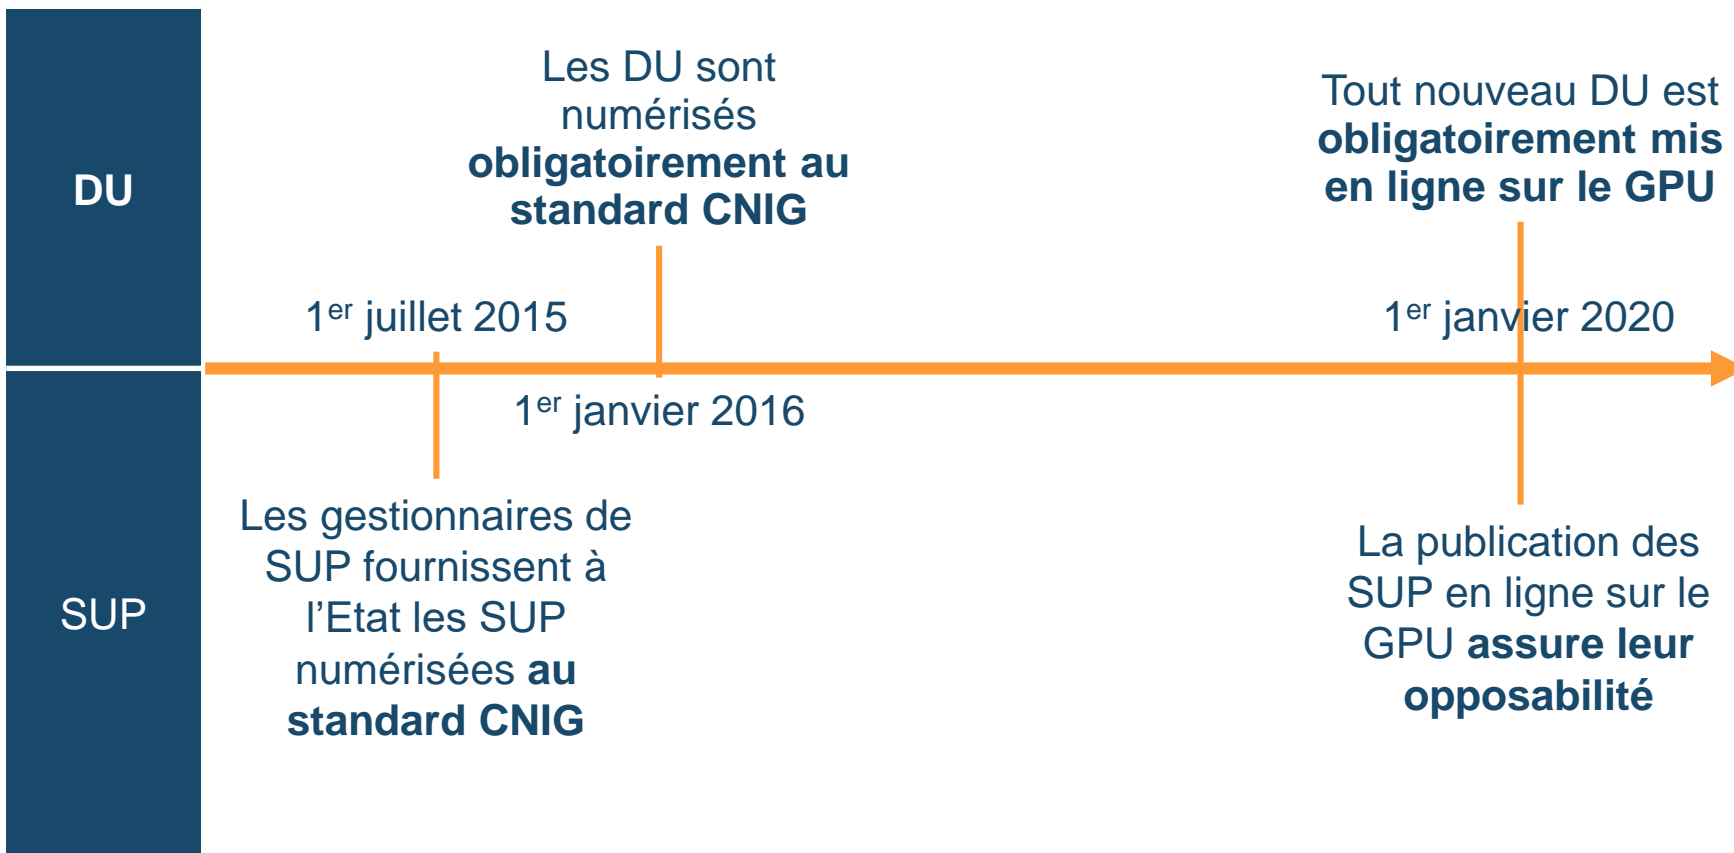 DU
Les DU sont
numérisés
obligatoirement au
standard CNIG
Tout nouveau DU est
obligatoirement mis
en ligne sur le GPU
1er juillet 2015
1er janvier 2020
1er janvier 2016
SUP
Les gestionnaires de
SUP fournissent à
l’Etat les SUP
numérisées au
standard CNIG
La publication des
SUP en ligne sur le
GPU assure leur
opposabilité